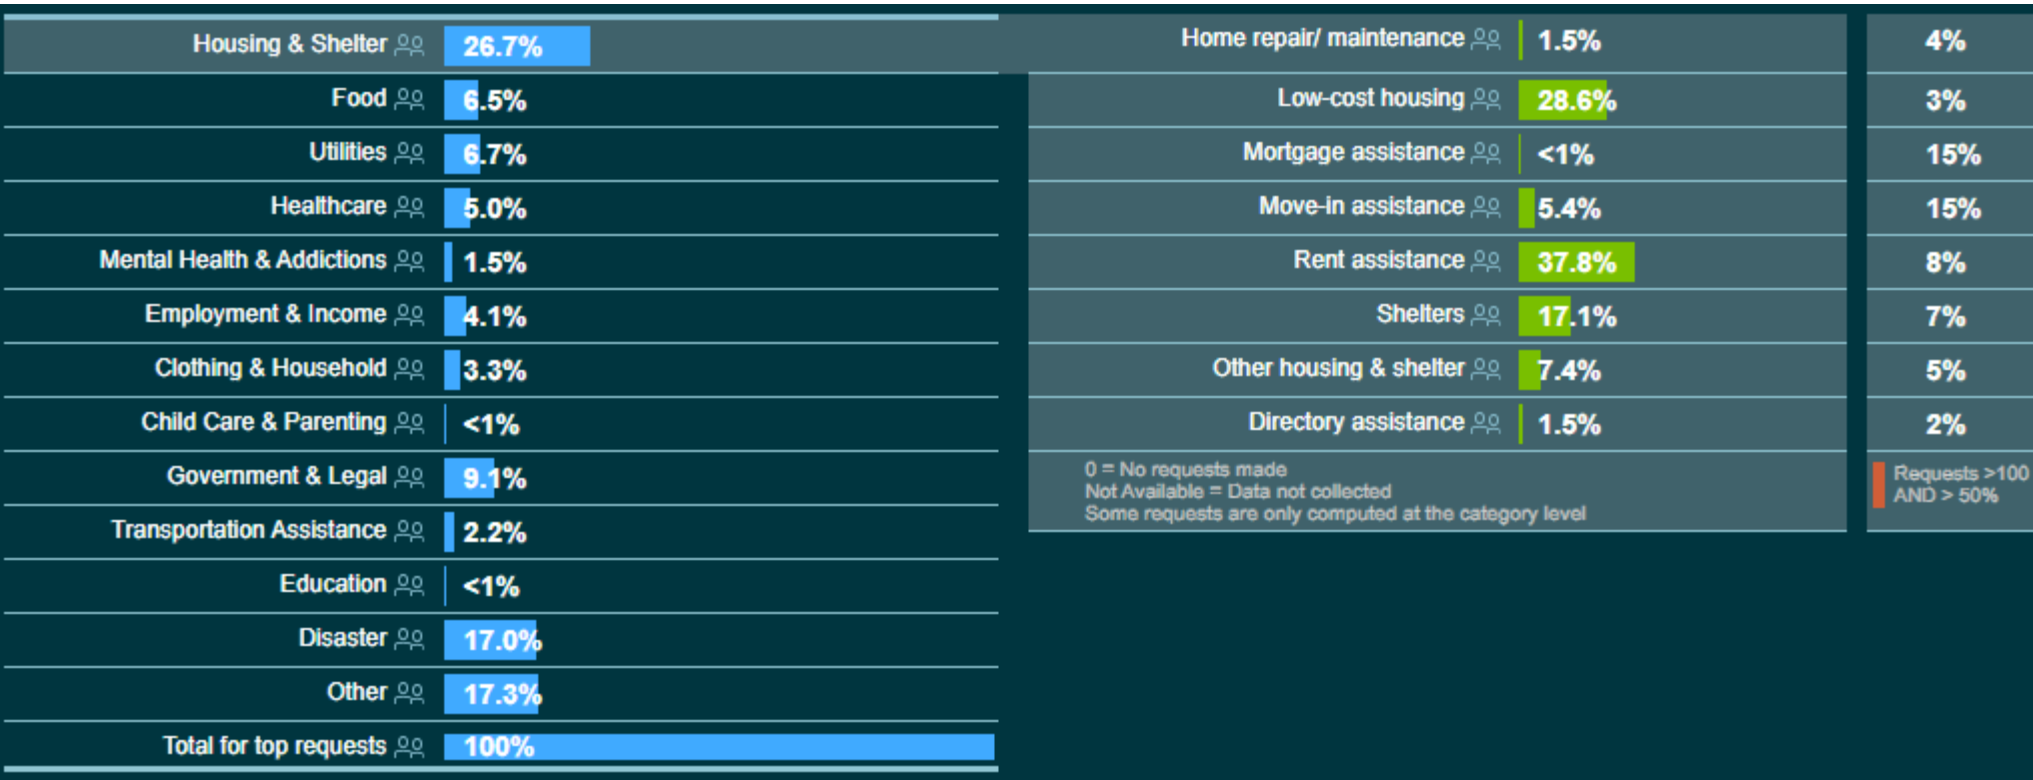 Housing & Shelter 26.7%
Food 6.5%
Utilities 6.7%
Healthcare 5.0%
Mental Health & Addictions 1.5%
Employment & Income 4.1%
Clothing & Household 3.3%
Child Care & Parenting <1%
Government & Legal 9.1%
Transportation Assistance 2.2%
Education <1%
Disaster 17.0%
Other 17.3%
Total for top requests 100%
Home repair/ maintenance 1.5% 4%
Low-cost housing 28.6% 3%
Mortgage assistance <1% 15%
Move-in assistance 5.4% 15%
Rent assistance 37.8% 8%
Shelters 17.1% 7%
Other housing & shelter 7.4% 5%
Directory assistance 1.5% 2%
0 = No requests made
Not Available = Data not collected
Some requests are only computed at the category level
Requests >100
AND > 50%